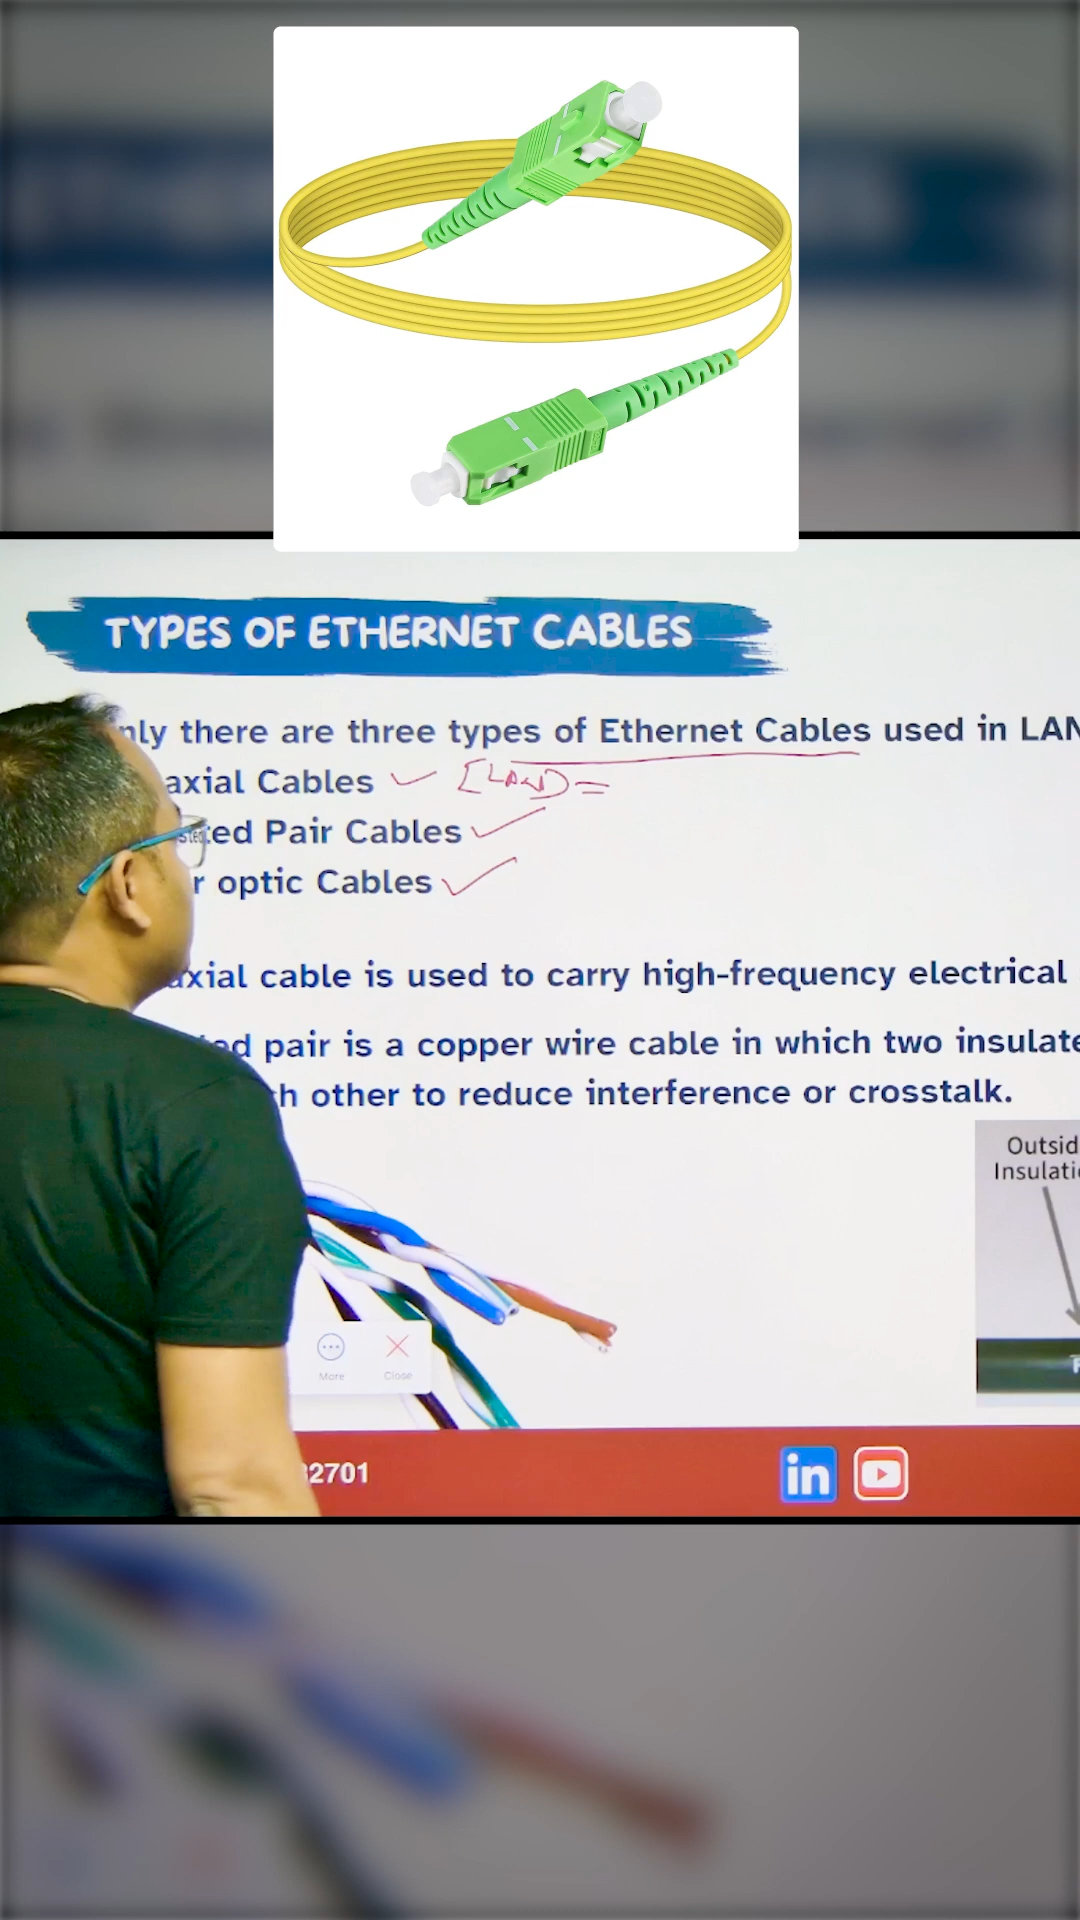 TYPES OF ETHERNET CABLES
nly there are three types of Ethernet Cables used in LAN
axial Cables [LAN] =
ted Pair Cables
r optic Cables
axial cable is used to carry high-frequency electrical
ed pair is a copper wire cable in which two insulate
h other to reduce interference or crosstalk.
Outsid
Insulati
More Close
2701
in